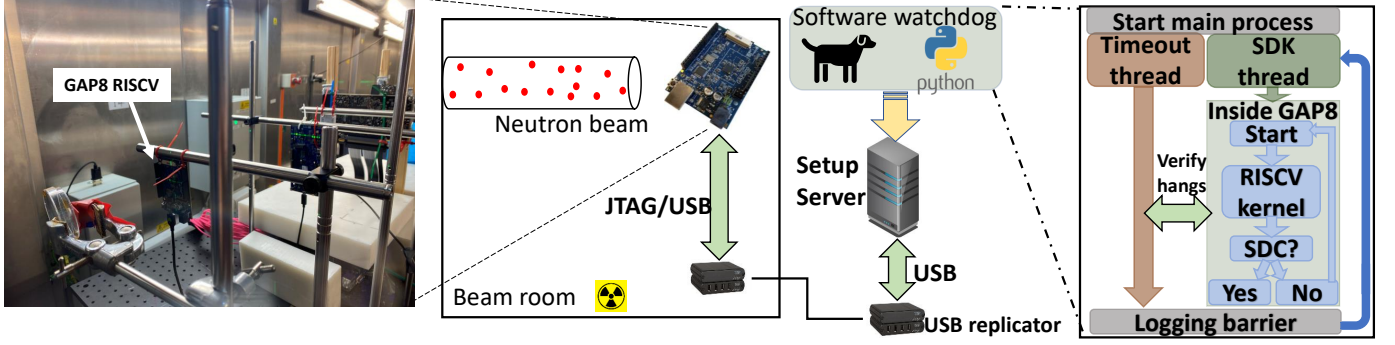 GAP8 RISCV
Neutron beam
JTAG/USB
Beam room
Software watchdog
python
Setup
Server
USB
USB replicator
Start main process
Timeout
thread
SDK
thread
Inside GAP8
Start
Verify
hangs
RISCV
kernel
SDC?
Yes
No
Logging barrier